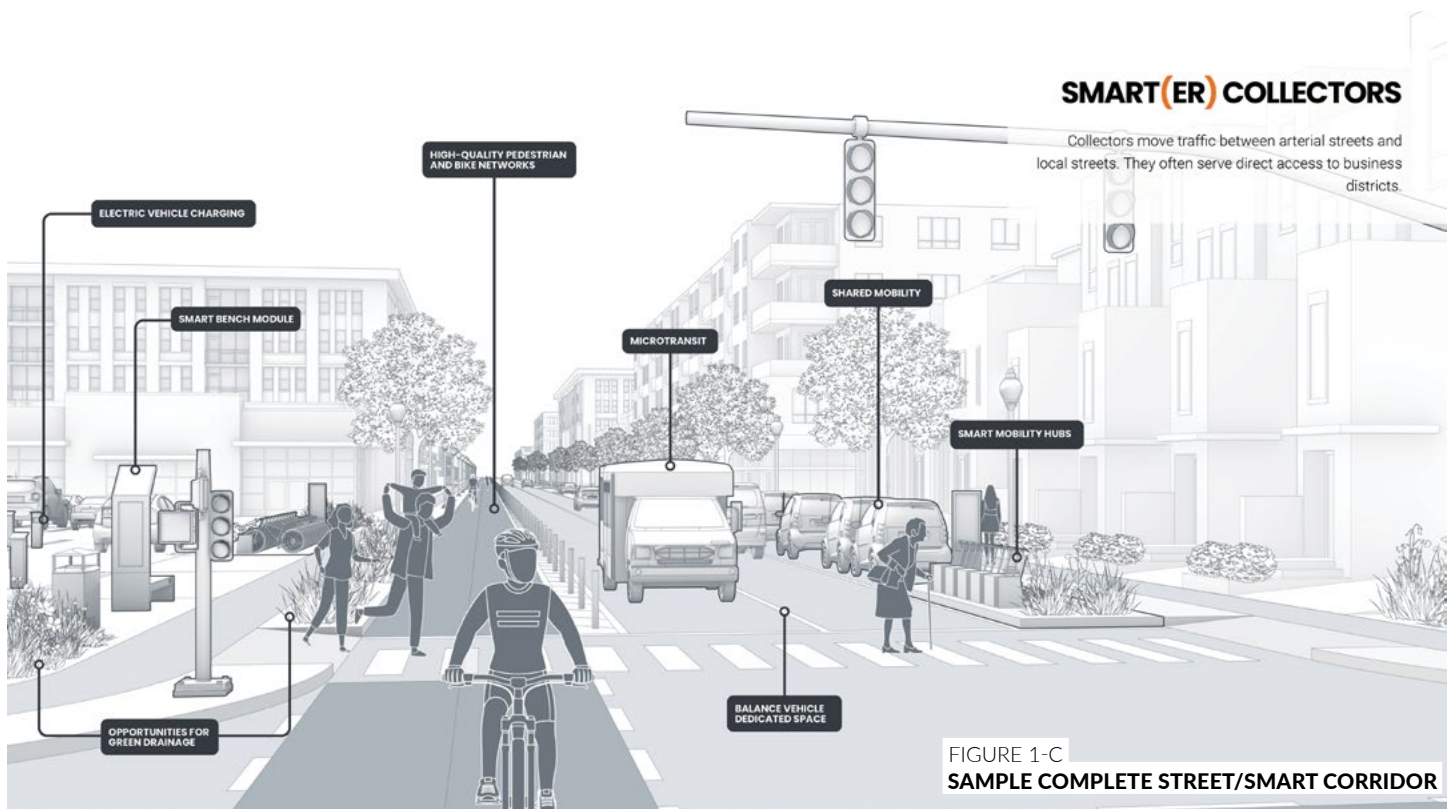 SMART(ER) COLLECTORS
Collectors move traffic between arterial streets and
local streets. They often serve direct access to business
districts.
HIGH-QUALITY PEDESTRIAN
AND BIKE NETWORKS
ELECTRIC VEHICLE CHARGING
SMART BENCH MODULE
SHARED MOBILITY
MICROTRANSIT
SMART MOBILITY HUBS
OPPORTUNITIES FOR
GREEN DRAINAGE
BALANCE VEHICLE
DEDICATED SPACE
FIGURE 1-C
SAMPLE COMPLETE STREET/SMART CORRIDOR